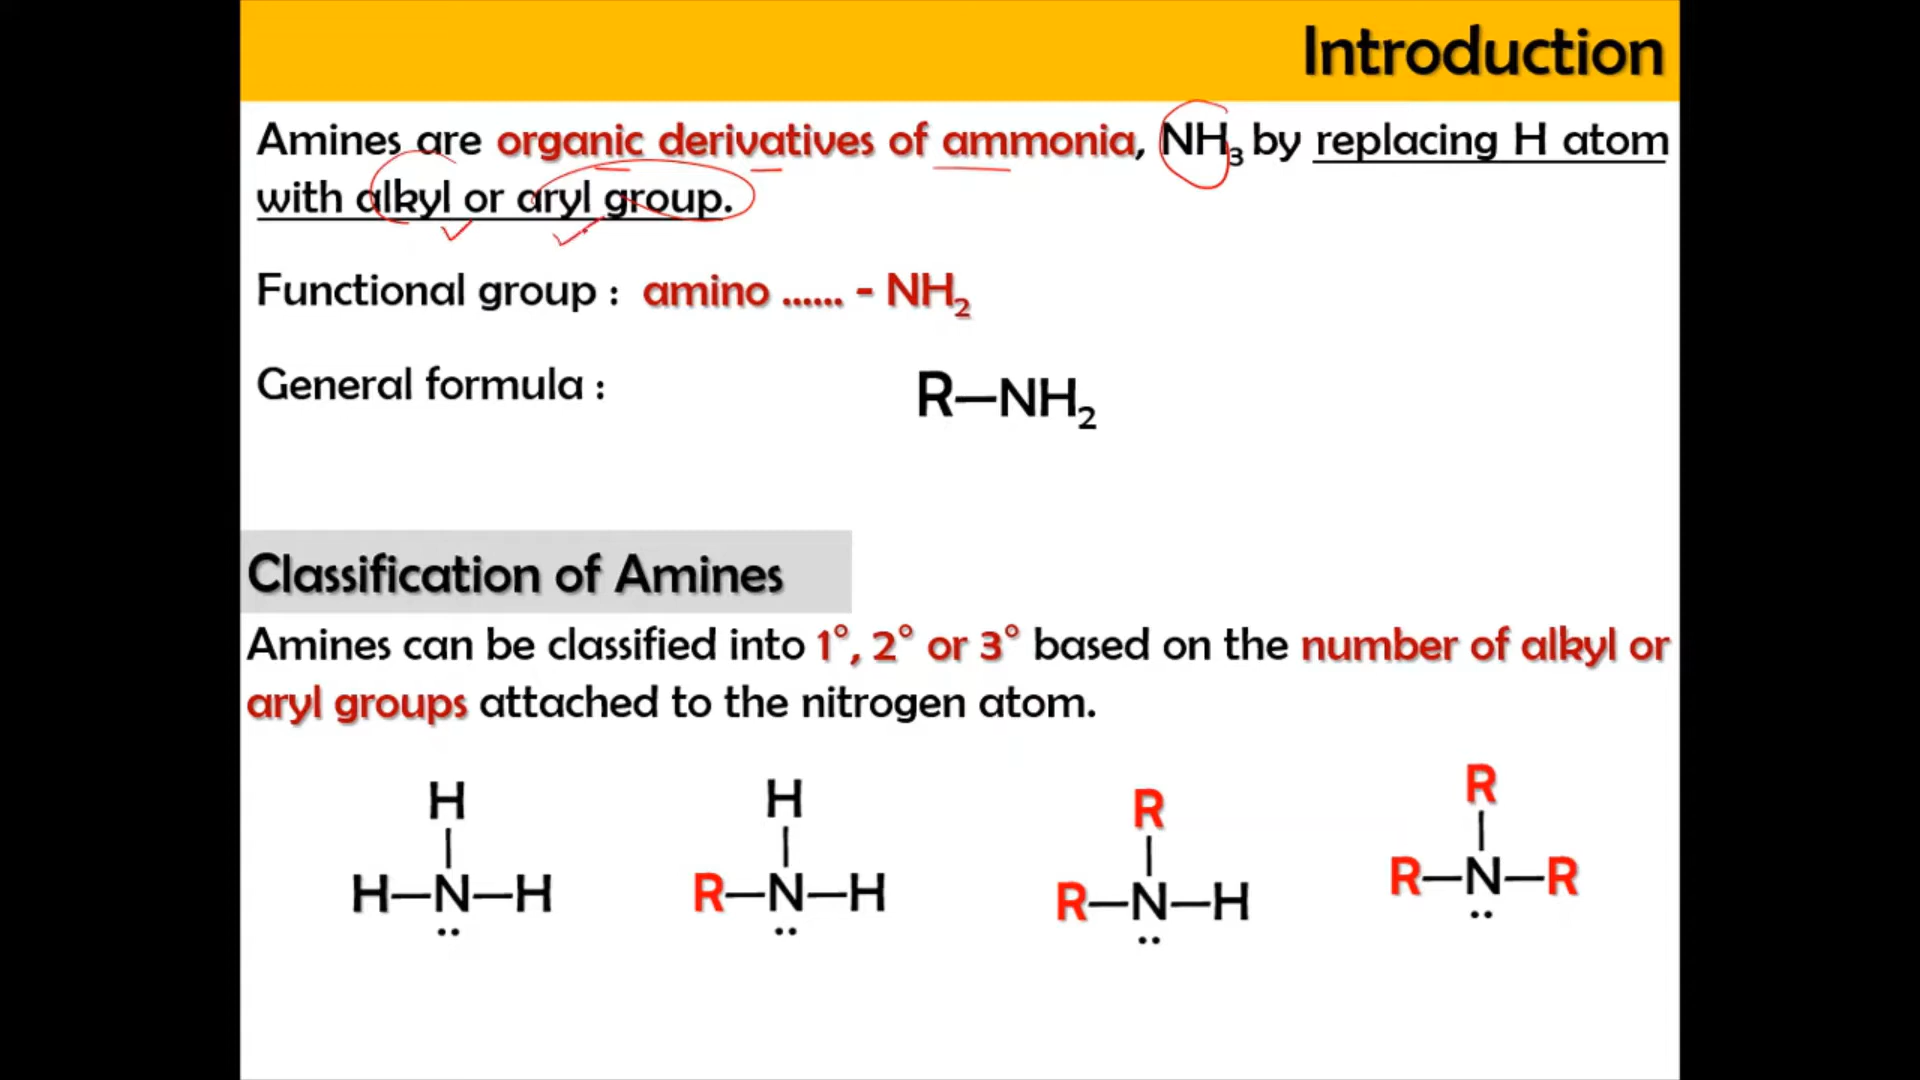 Introduction
Amines are organic derivatives of ammonia, NH₃ by replacing H atom
with alkyl or aryl group.
Functional group : amino ...... - NH₂
General formula : R—NH₂
Classification of Amines
Amines can be classified into 1°, 2° or 3° based on the number of alkyl or
aryl groups attached to the nitrogen atom.
H H R R
H—N—H R—N—H R—N—H R—N—R